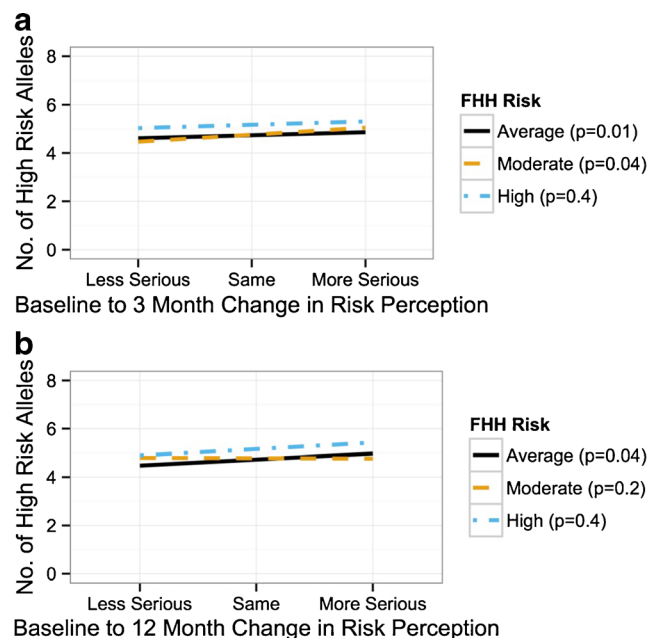 a
No. of High Risk Alleles
8
6
4
2
0
Less Serious Same More Serious
Baseline to 3 Month Change in Risk Perception
FHH Risk
Average (p=0.01)
Moderate (p=0.04)
High (p=0.4)
b
No. of High Risk Alleles
8
6
4
2
0
Less Serious Same More Serious
Baseline to 12 Month Change in Risk Perception
FHH Risk
Average (p=0.04)
Moderate (p=0.2)
High (p=0.4)